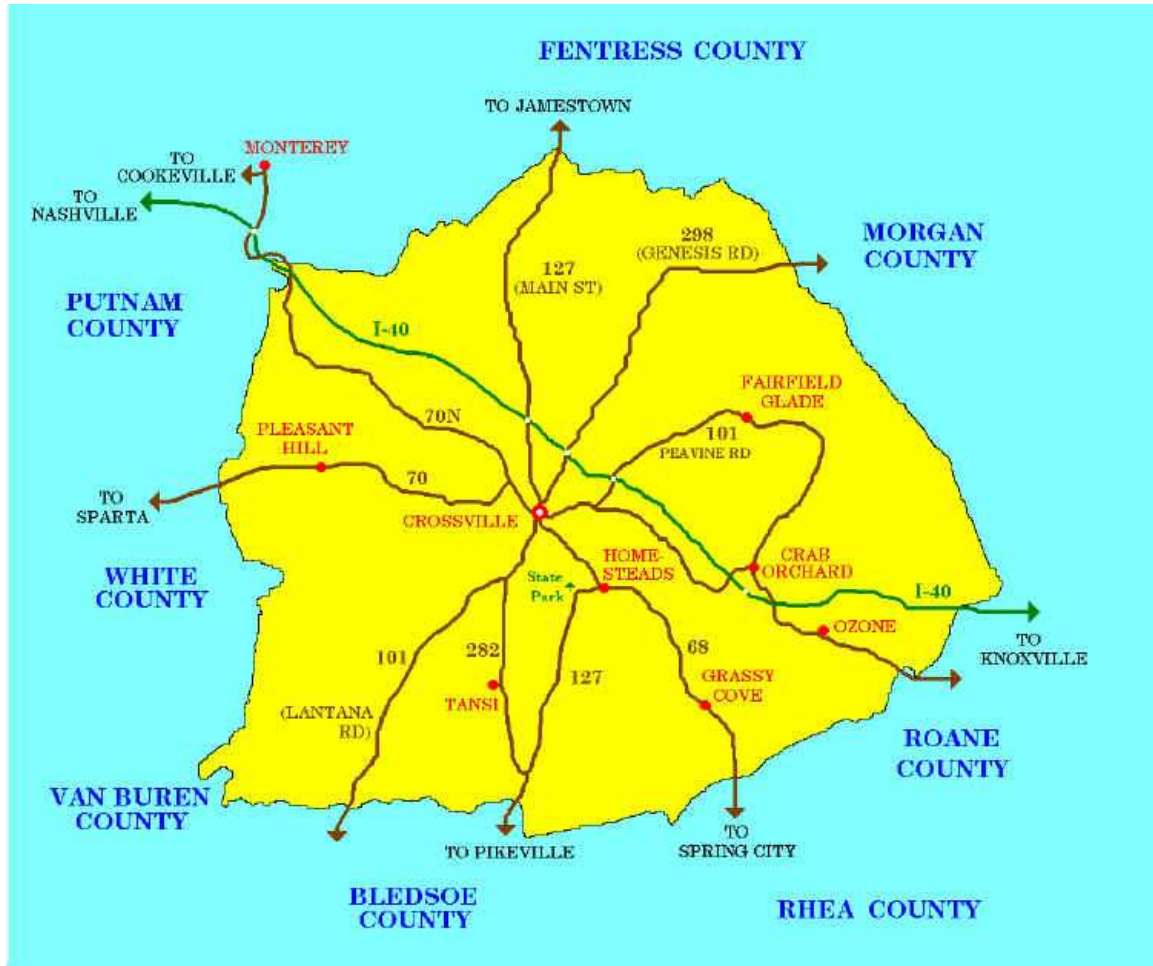 FENTRESS COUNTY
TO JAMESTOWN
MONTEREY
TO
COOKEVILLE
TO
NASHVILLE
298
(GENESIS RD)
MORGAN
COUNTY
127
(MAIN ST)
PUTNAM
COUNTY
I-40
FAIRFIELD
GLADE
70N
101
PEAVINE RD
PLEASANT
HILL
70
TO
SPARTA
CROSSVILLE
HOME-
STEADS
CRAB
ORCHARD
WHITE
COUNTY
State
Park
I-40
OZONE
TO
KNOXVILLE
101
282
68
127
GRASSY
COVE
TANSI
(LANTANA
RD)
ROANE
COUNTY
VAN BUREN
COUNTY
TO PIKEVILLE
TO
SPRING CITY
BLEDSOE
COUNTY
RHEA COUNTY